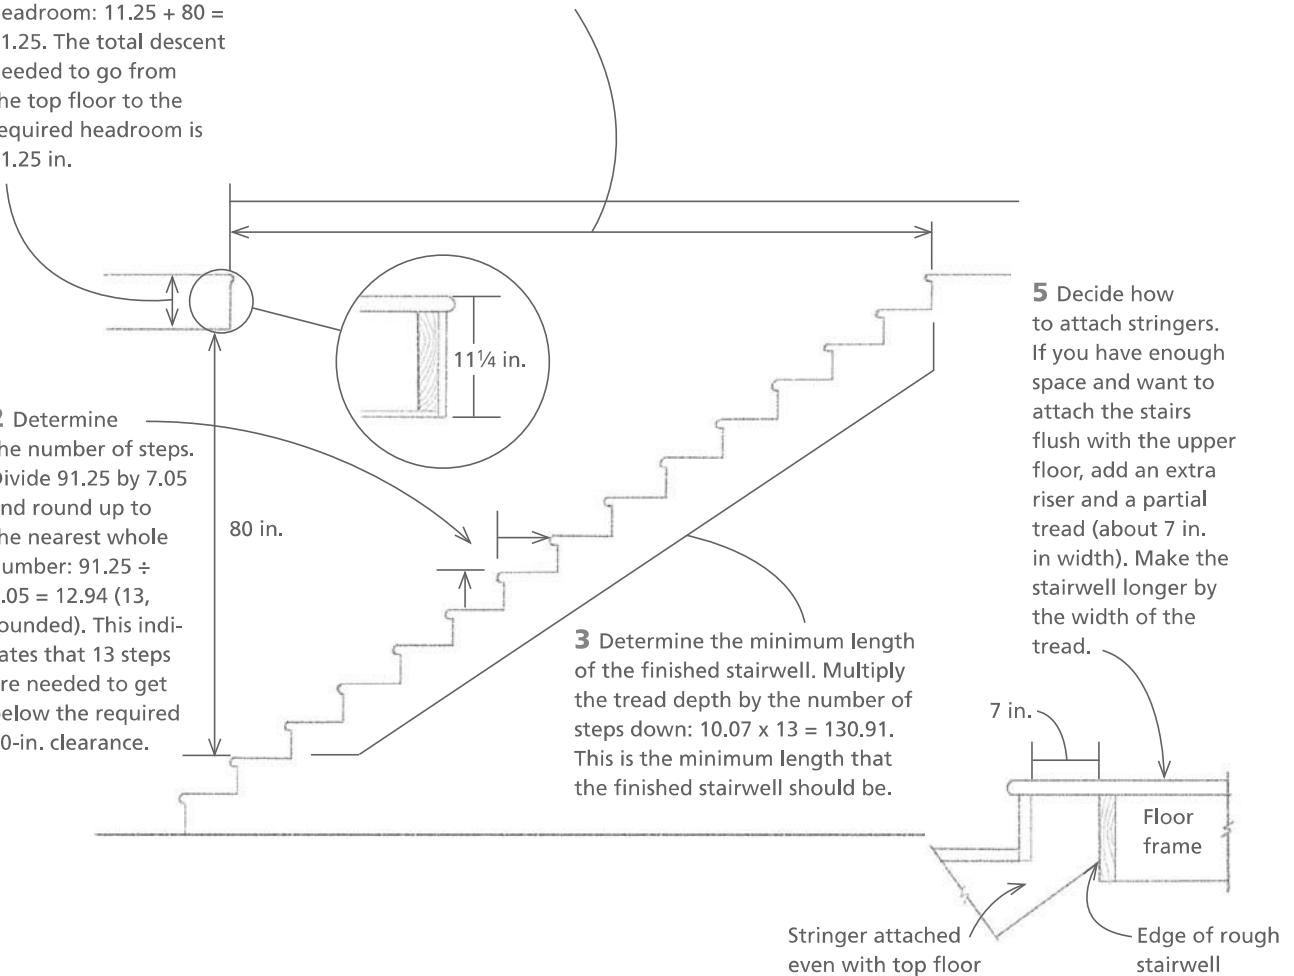 eadroom: 11.25 + 80 =
1.25. The total descent
eeded to go from
he top floor to the
equired headroom is
1.25 in.
11¼ in.
2 Determine
he number of steps.
ivide 91.25 by 7.05
nd round up to
he nearest whole
umber: 91.25 ÷
.05 = 12.94 (13,
ounded). This indi-
ates that 13 steps
re needed to get
elow the required
0-in. clearance.
80 in.
3 Determine the minimum length
of the finished stairwell. Multiply
the tread depth by the number of
steps down: 10.07 x 13 = 130.91.
This is the minimum length that
the finished stairwell should be.
5 Decide how
to attach stringers.
If you have enough
space and want to
attach the stairs
flush with the upper
floor, add an extra
riser and a partial
tread (about 7 in.
in width). Make the
stairwell longer by
the width of the
tread.
7 in.
Floor
frame
Stringer attached
even with top floor
Edge of rough
stairwell